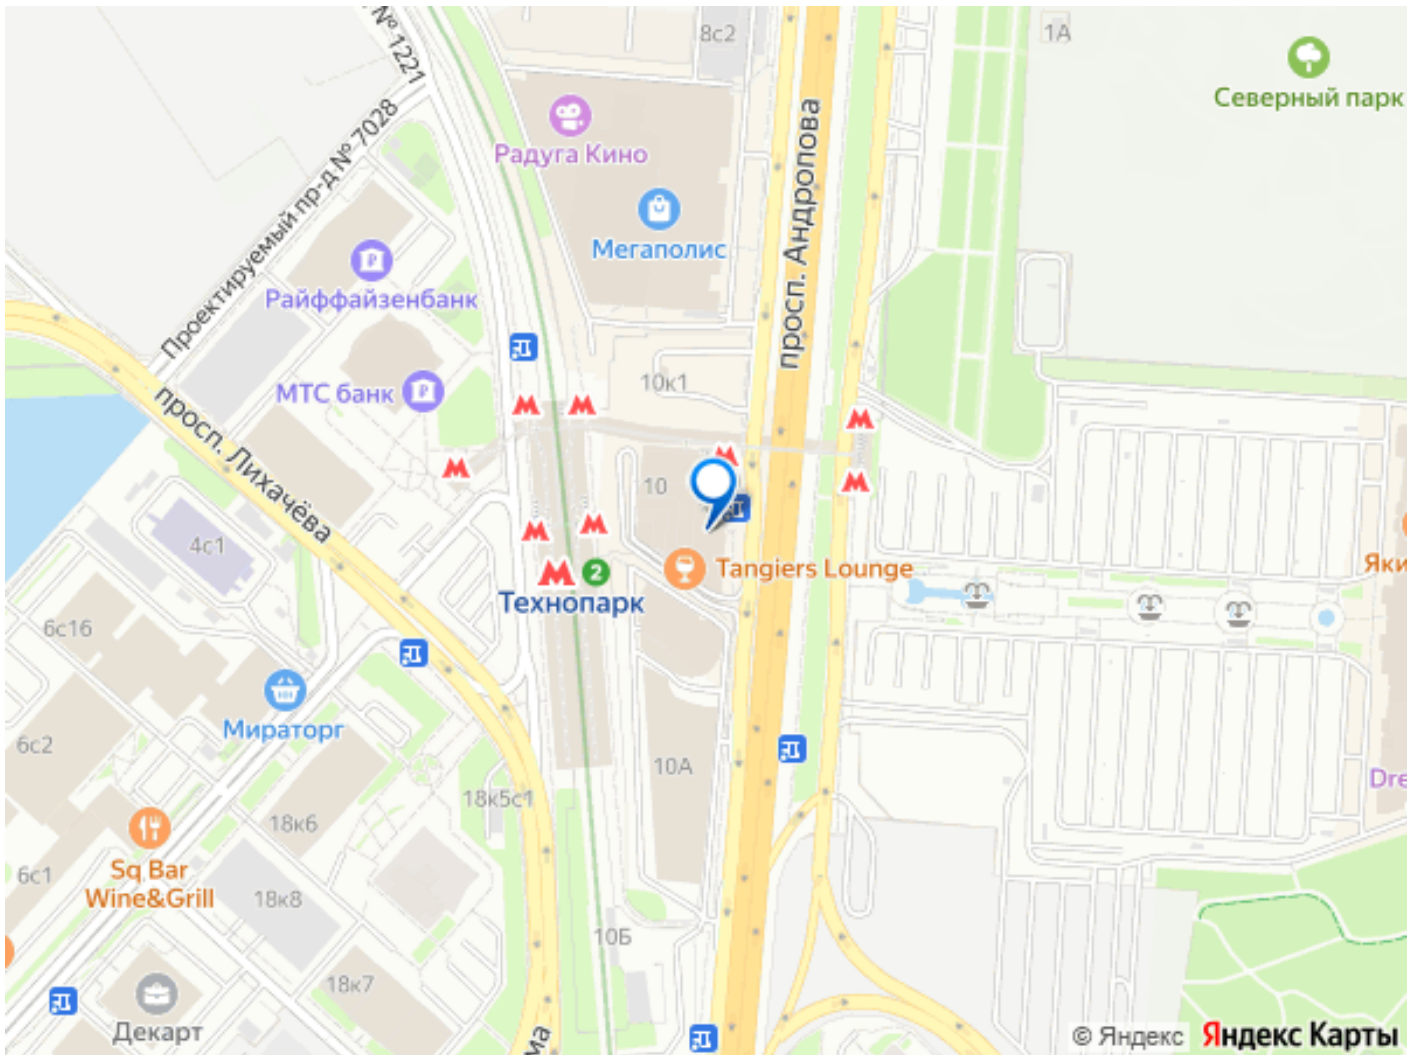 № 1221
8с2
1А
Северный парк
Проектируемый пр-д № 7028
Радуга Кино
просп. Андропова
Мегаполис
Райффайзенбанк
10к1
МТС банк
просп. Лихачёва
10
4с1
2
Tangiers Lounge
Технопарк
6с16
Мираторг
6с2
10А
18к5с1
18к6
Sq Bar
Wine&Grill
6с1
18к8
10Б
18к7
Декарт
© Яндекс
Яндекс Карты